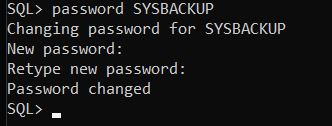 SQL> password SYSBACKUP
Changing password for SYSBACKUP
New password:
Retype new password:
Password changed
SQL>